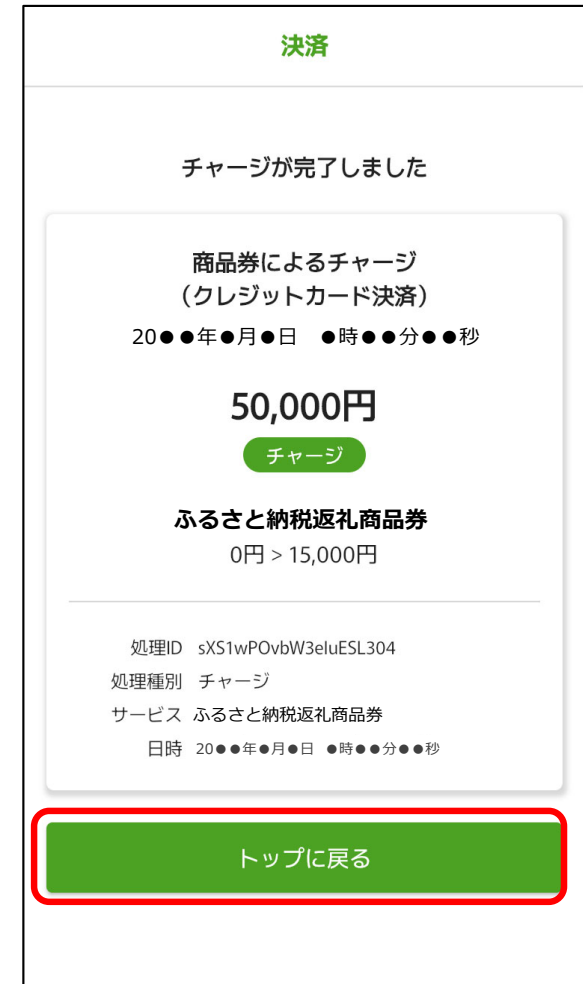 決済
チャージが完了しました
商品券によるチャージ
（クレジットカード決済）
20●●年●月●日　●時●●分●●秒
50,000円
チャージ
ふるさと納税返礼商品券
0円 > 15,000円
処理ID sXS1wPOvbW3eluESL304
処理種別 チャージ
サービス ふるさと納税返礼商品券
日時 20●●年●月●日 ●時●●分●●秒
トップに戻る